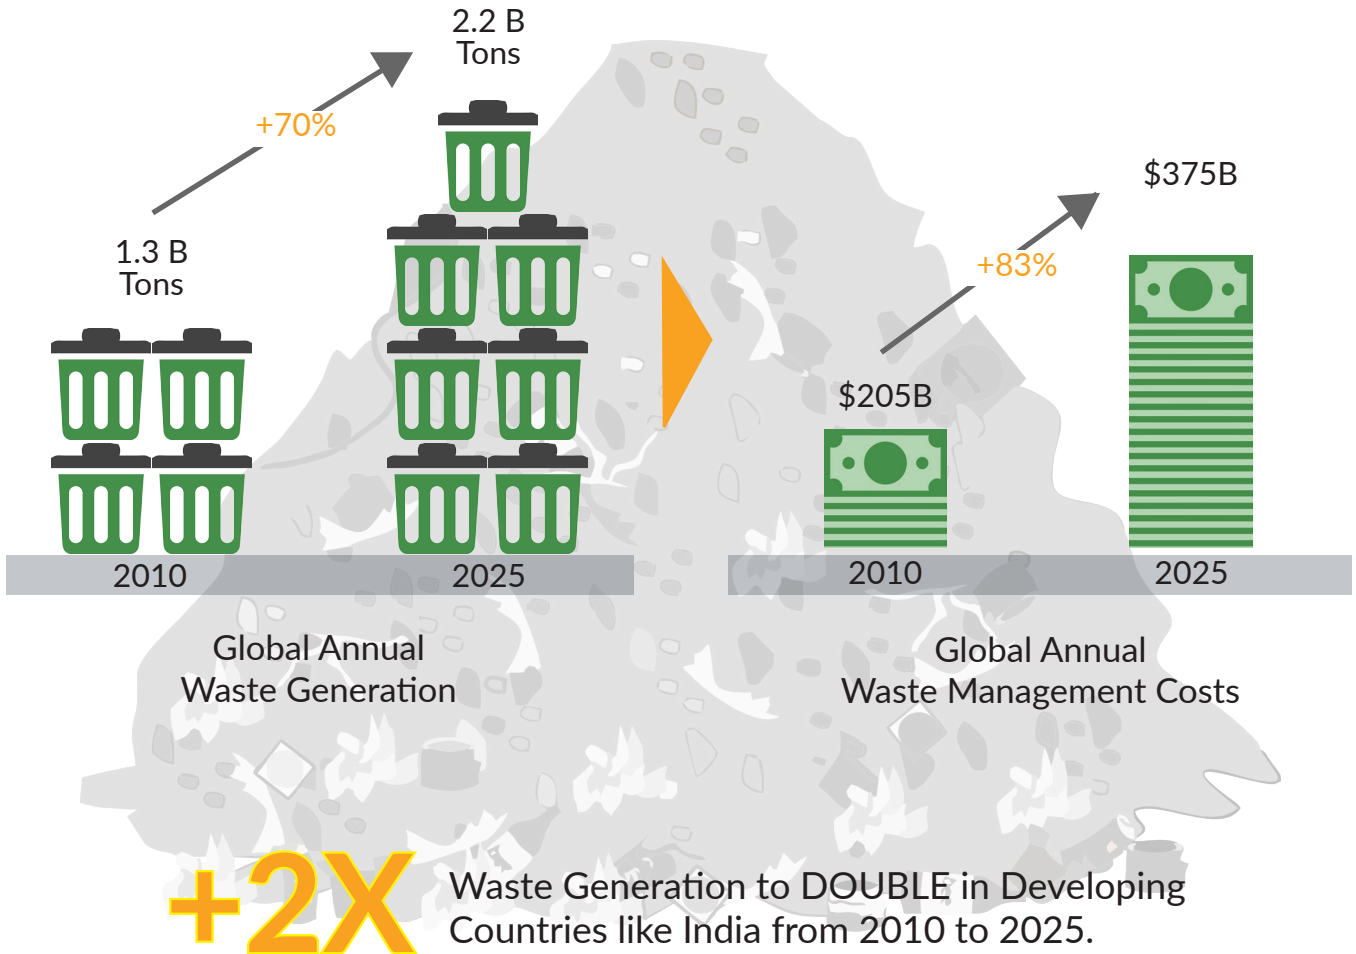 2.2 B
Tons
+70%
1.3 B
Tons
2010
2025
Global Annual
Waste Generation
$375B
+83%
$205B
2010
2025
Global Annual
Waste Management Costs
+2X
Waste Generation to DOUBLE in Developing
Countries like India from 2010 to 2025.